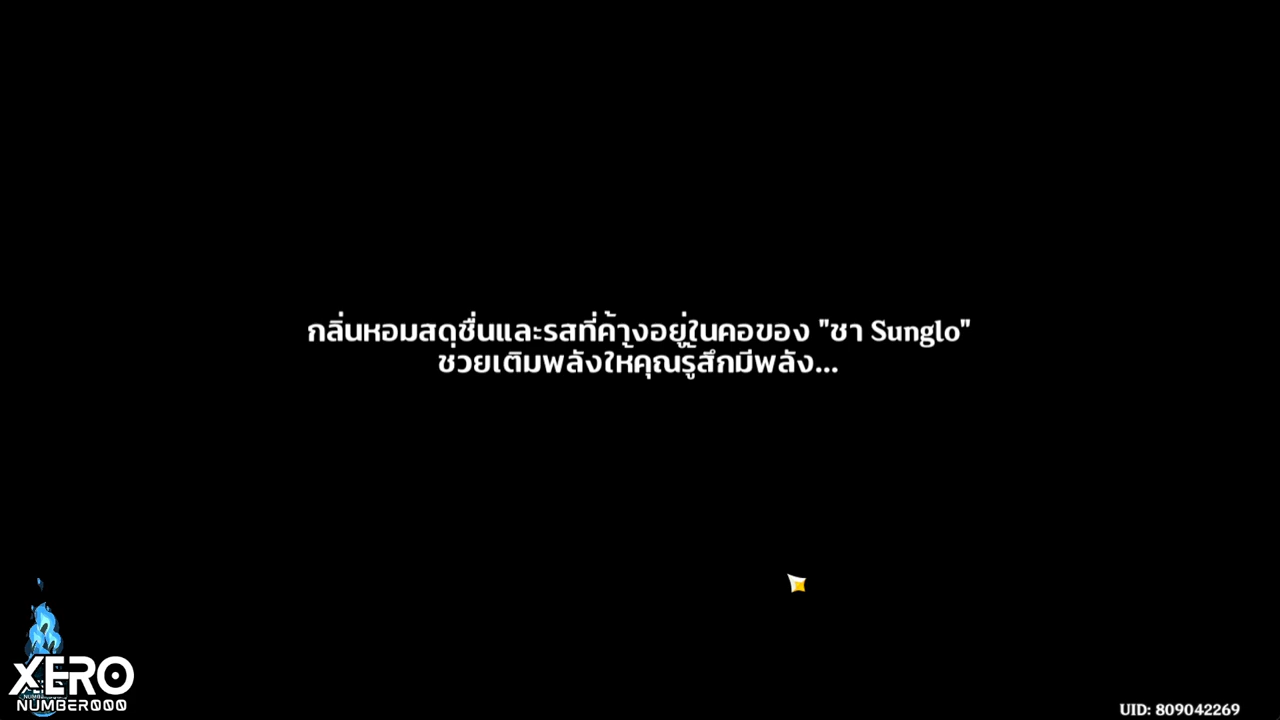 กลิ่นหอมสดุชื่นและรสที่ค้างอยู่ในคอของ "ชา Sunglo"
ช่วยเติมพลังให้คุณรู้สึกมีพลัง...
XERO
NUMBER000
UID: 809042269